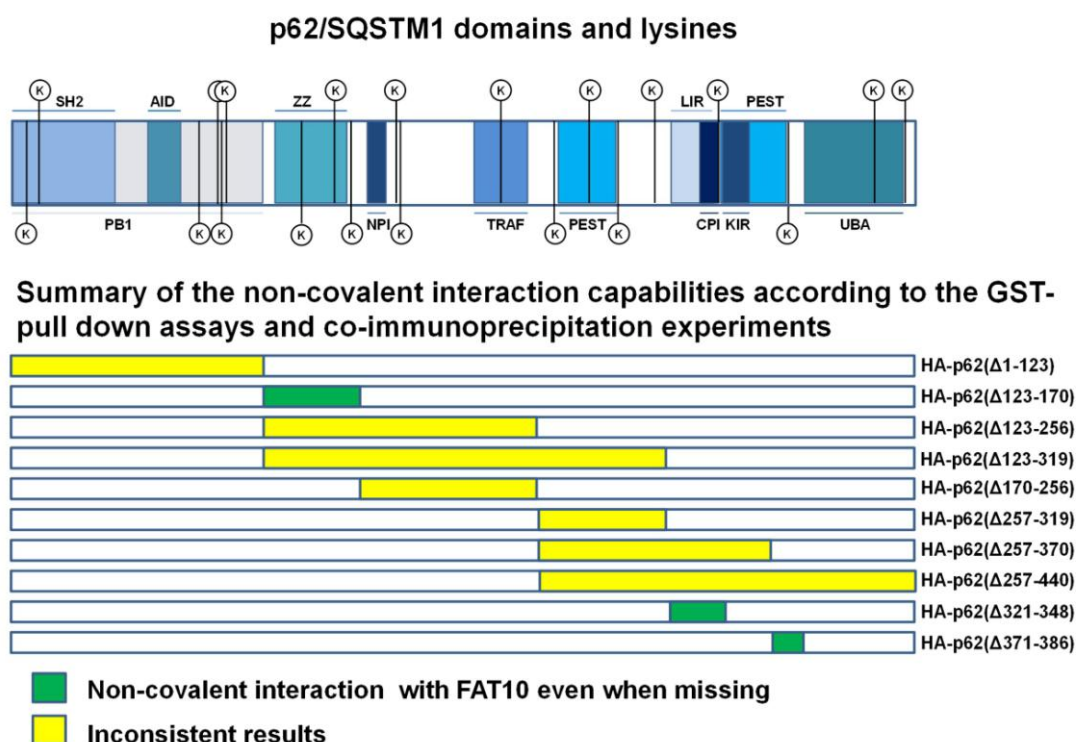 p62/SQSTM1 domains and lysines
K K K K K K K K K K K
SH2 AID ZZ LIR PEST
PB1 NPI TRAF PEST CPI KIR UBA
K K K K K K K K K
Summary of the non-covalent interaction capabilities according to the GST-
pull down assays and co-immunoprecipitation experiments
HA-p62(Δ1-123)
HA-p62(Δ123-170)
HA-p62(Δ123-256)
HA-p62(Δ123-319)
HA-p62(Δ170-256)
HA-p62(Δ257-319)
HA-p62(Δ257-370)
HA-p62(Δ257-440)
HA-p62(Δ321-348)
HA-p62(Δ371-386)
Non-covalent interaction with FAT10 even when missing
Inconsistent results